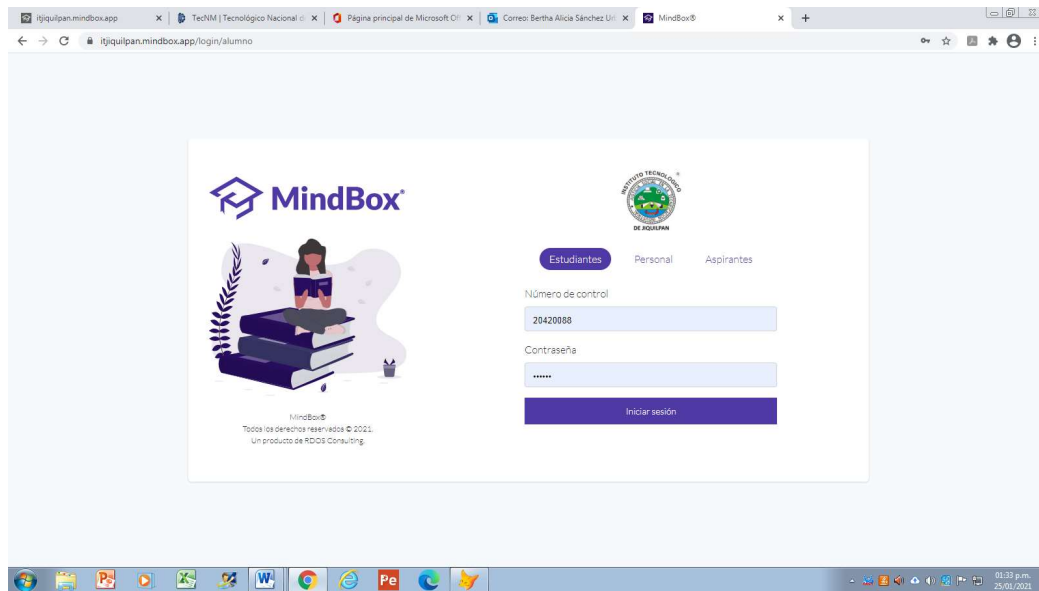 itjiquilpan.mindbox.app
TecNM | Tecnológico Nacional d
Página principal de Microsoft Of
Correo: Bertha Alicia Sánchez Ur
MindBox®
itjiquilpan.mindbox.app/login/alumno
MindBox®
INSTITUTO TECNOLOGICO
DE JIQUILPAN
Estudiantes Personal Aspirantes
Número de control
20420088
Contraseña
••••••
Iniciar sesión
MindBox®
Todos los derechos reservados © 2021.
Un producto de RDOS Consulting.
01:33 p.m.
25/01/2021